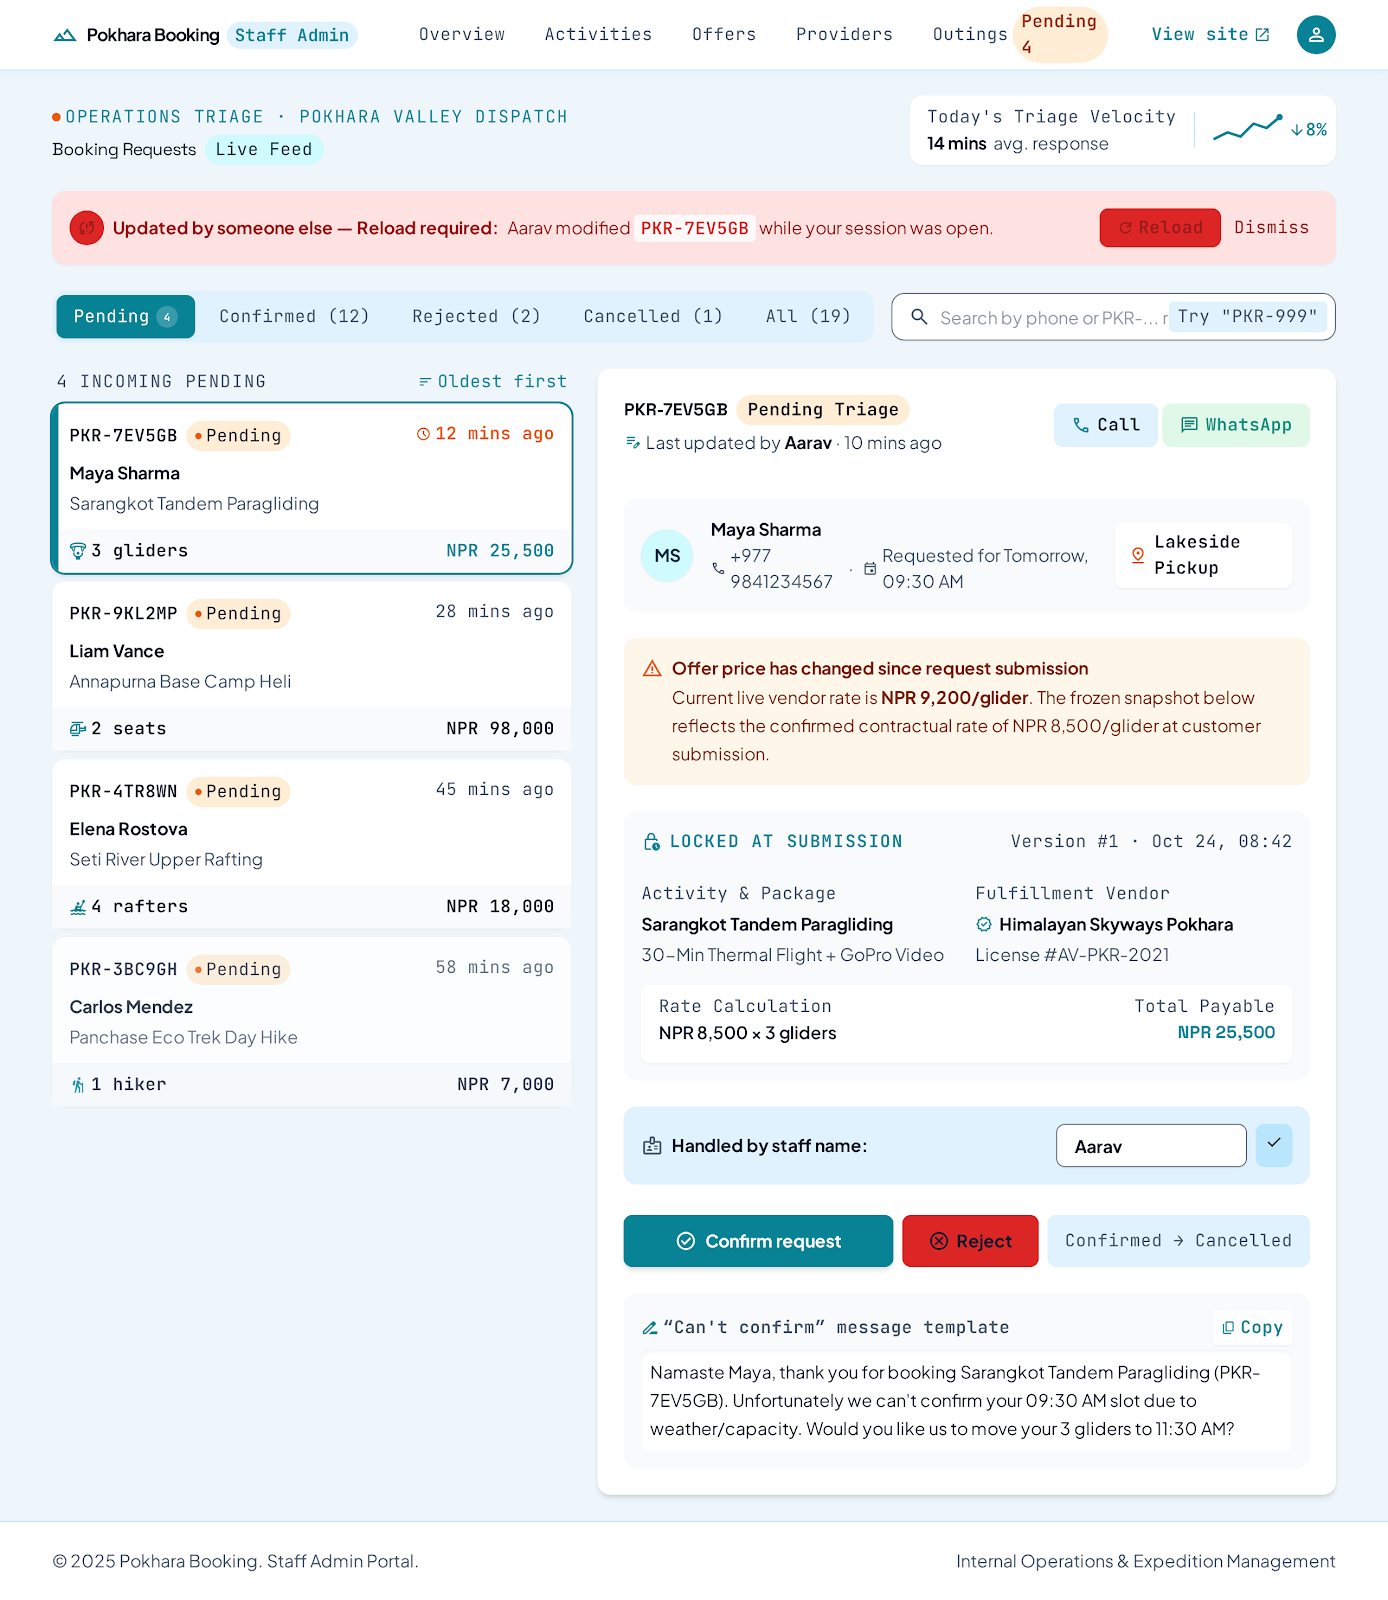 Pokhara Booking Staff Admin Overview Activities Offers Providers Outings Pending 4 View site
OPERATIONS TRIAGE · POKHARA VALLEY DISPATCH
Booking Requests Live Feed
Today's Triage Velocity
14 mins avg. response
↓8%
Updated by someone else — Reload required: Aarav modified PKR-7EV5GB while your session was open.
Reload Dismiss
Pending 4 Confirmed (12) Rejected (2) Cancelled (1) All (19)
Search by phone or PKR-... r Try "PKR-999"
4 INCOMING PENDING Oldest first
PKR-7EV5GB Pending 12 mins ago
Maya Sharma
Sarangkot Tandem Paragliding
3 gliders NPR 25,500
PKR-9KL2MP Pending 28 mins ago
Liam Vance
Annapurna Base Camp Heli
2 seats NPR 98,000
PKR-4TR8WN Pending 45 mins ago
Elena Rostova
Seti River Upper Rafting
4 rafters NPR 18,000
PKR-3BC9GH Pending 58 mins ago
Carlos Mendez
Panchase Eco Trek Day Hike
1 hiker NPR 7,000
PKR-7EV5GB Pending Triage
Last updated by Aarav · 10 mins ago
Call WhatsApp
MS
Maya Sharma
+977 9841234567 · Requested for Tomorrow, 09:30 AM
Lakeside Pickup
Offer price has changed since request submission
Current live vendor rate is NPR 9,200/glider. The frozen snapshot below
reflects the confirmed contractual rate of NPR 8,500/glider at customer
submission.
LOCKED AT SUBMISSION Version #1 · Oct 24, 08:42
Activity & Package
Sarangkot Tandem Paragliding
30-Min Thermal Flight + GoPro Video
Fulfillment Vendor
Himalayan Skyways Pokhara
License #AV-PKR-2021
Rate Calculation
NPR 8,500 × 3 gliders
Total Payable
NPR 25,500
Handled by staff name: Aarav
Confirm request Reject Confirmed → Cancelled
“Can't confirm” message template Copy
Namaste Maya, thank you for booking Sarangkot Tandem Paragliding (PKR-
7EV5GB). Unfortunately we can't confirm your 09:30 AM slot due to
weather/capacity. Would you like us to move your 3 gliders to 11:30 AM?
© 2025 Pokhara Booking. Staff Admin Portal.
Internal Operations & Expedition Management